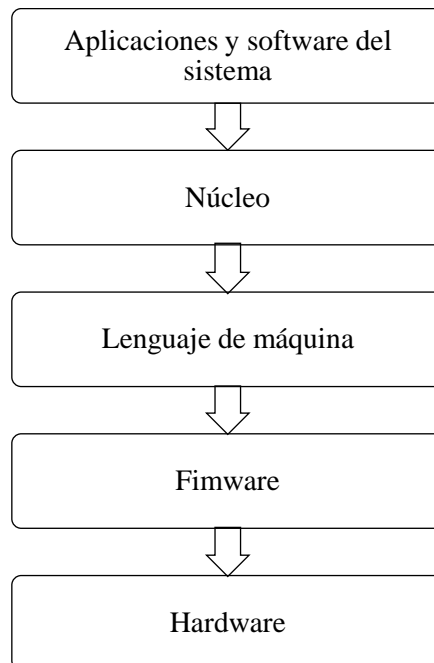 Aplicaciones y software del
sistema
Núcleo
Lenguaje de máquina
Fimware
Hardware